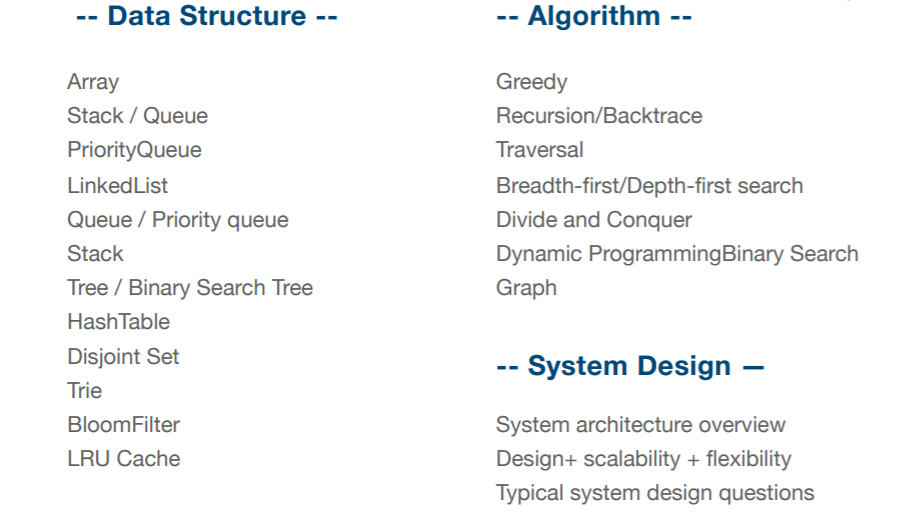 -- Data Structure --
Array
Stack / Queue
PriorityQueue
LinkedList
Queue / Priority queue
Stack
Tree / Binary Search Tree
HashTable
Disjoint Set
Trie
BloomFilter
LRU Cache
-- Algorithm --
Greedy
Recursion/Backtrace
Traversal
Breadth-first/Depth-first search
Divide and Conquer
Dynamic ProgrammingBinary Search
Graph
-- System Design —
System architecture overview
Design+ scalability + flexibility
Typical system design questions